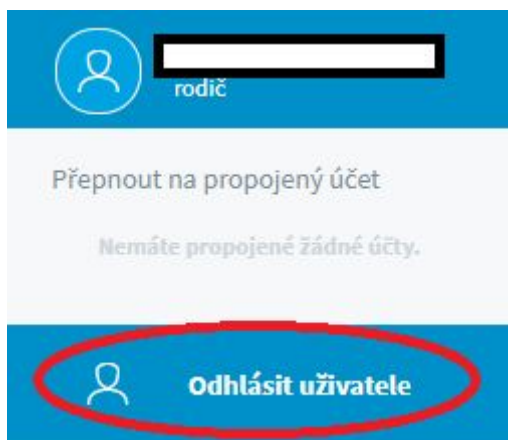 rodič
Přepnout na propojený účet
Nemáte propojené žádné účty.
Odhlásit uživatele